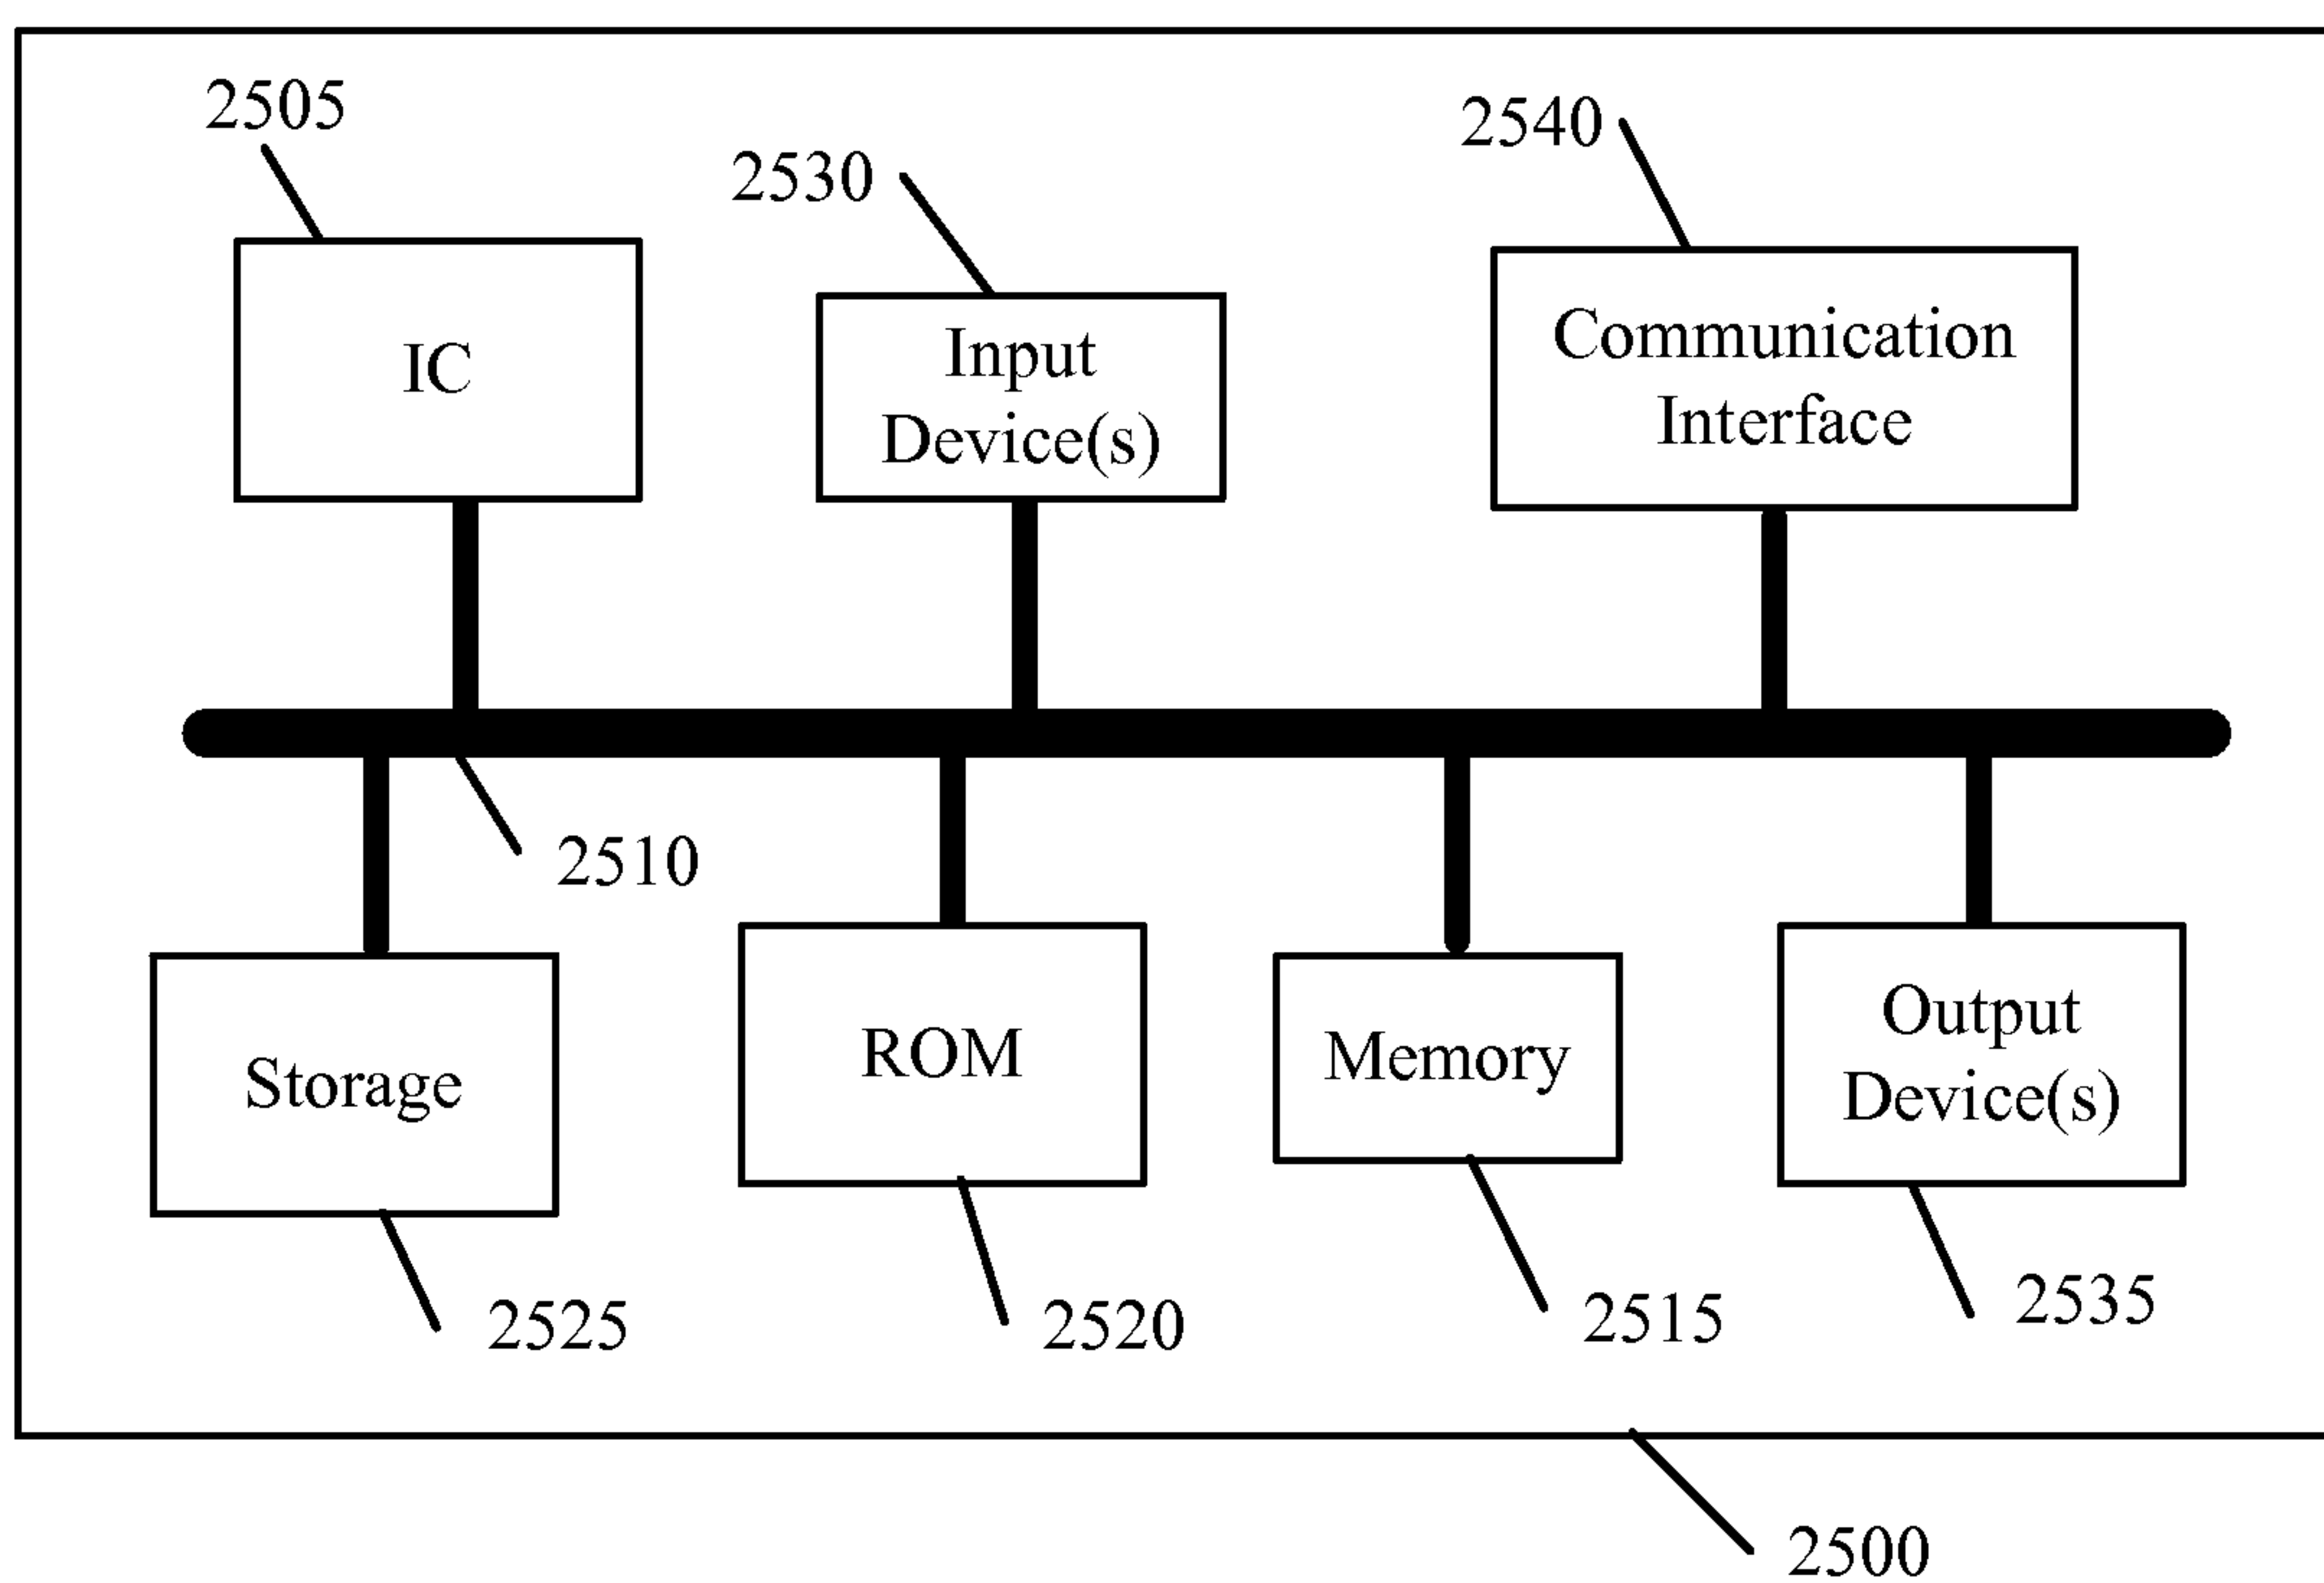 2505
2530
2540
IC
Input
Device(s)
Communication
Interface
2510
Storage
ROM
Memory
Output
Device(s)
2525
2520
2515
2535
2500